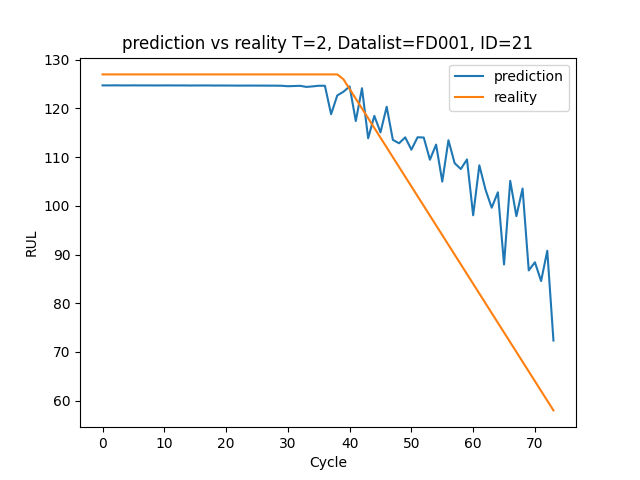 prediction vs reality T=2, Datalist=FD001, ID=21
prediction
reality
RUL
130
120
110
100
90
80
70
60
0 10 20 30 40 50 60 70
Cycle